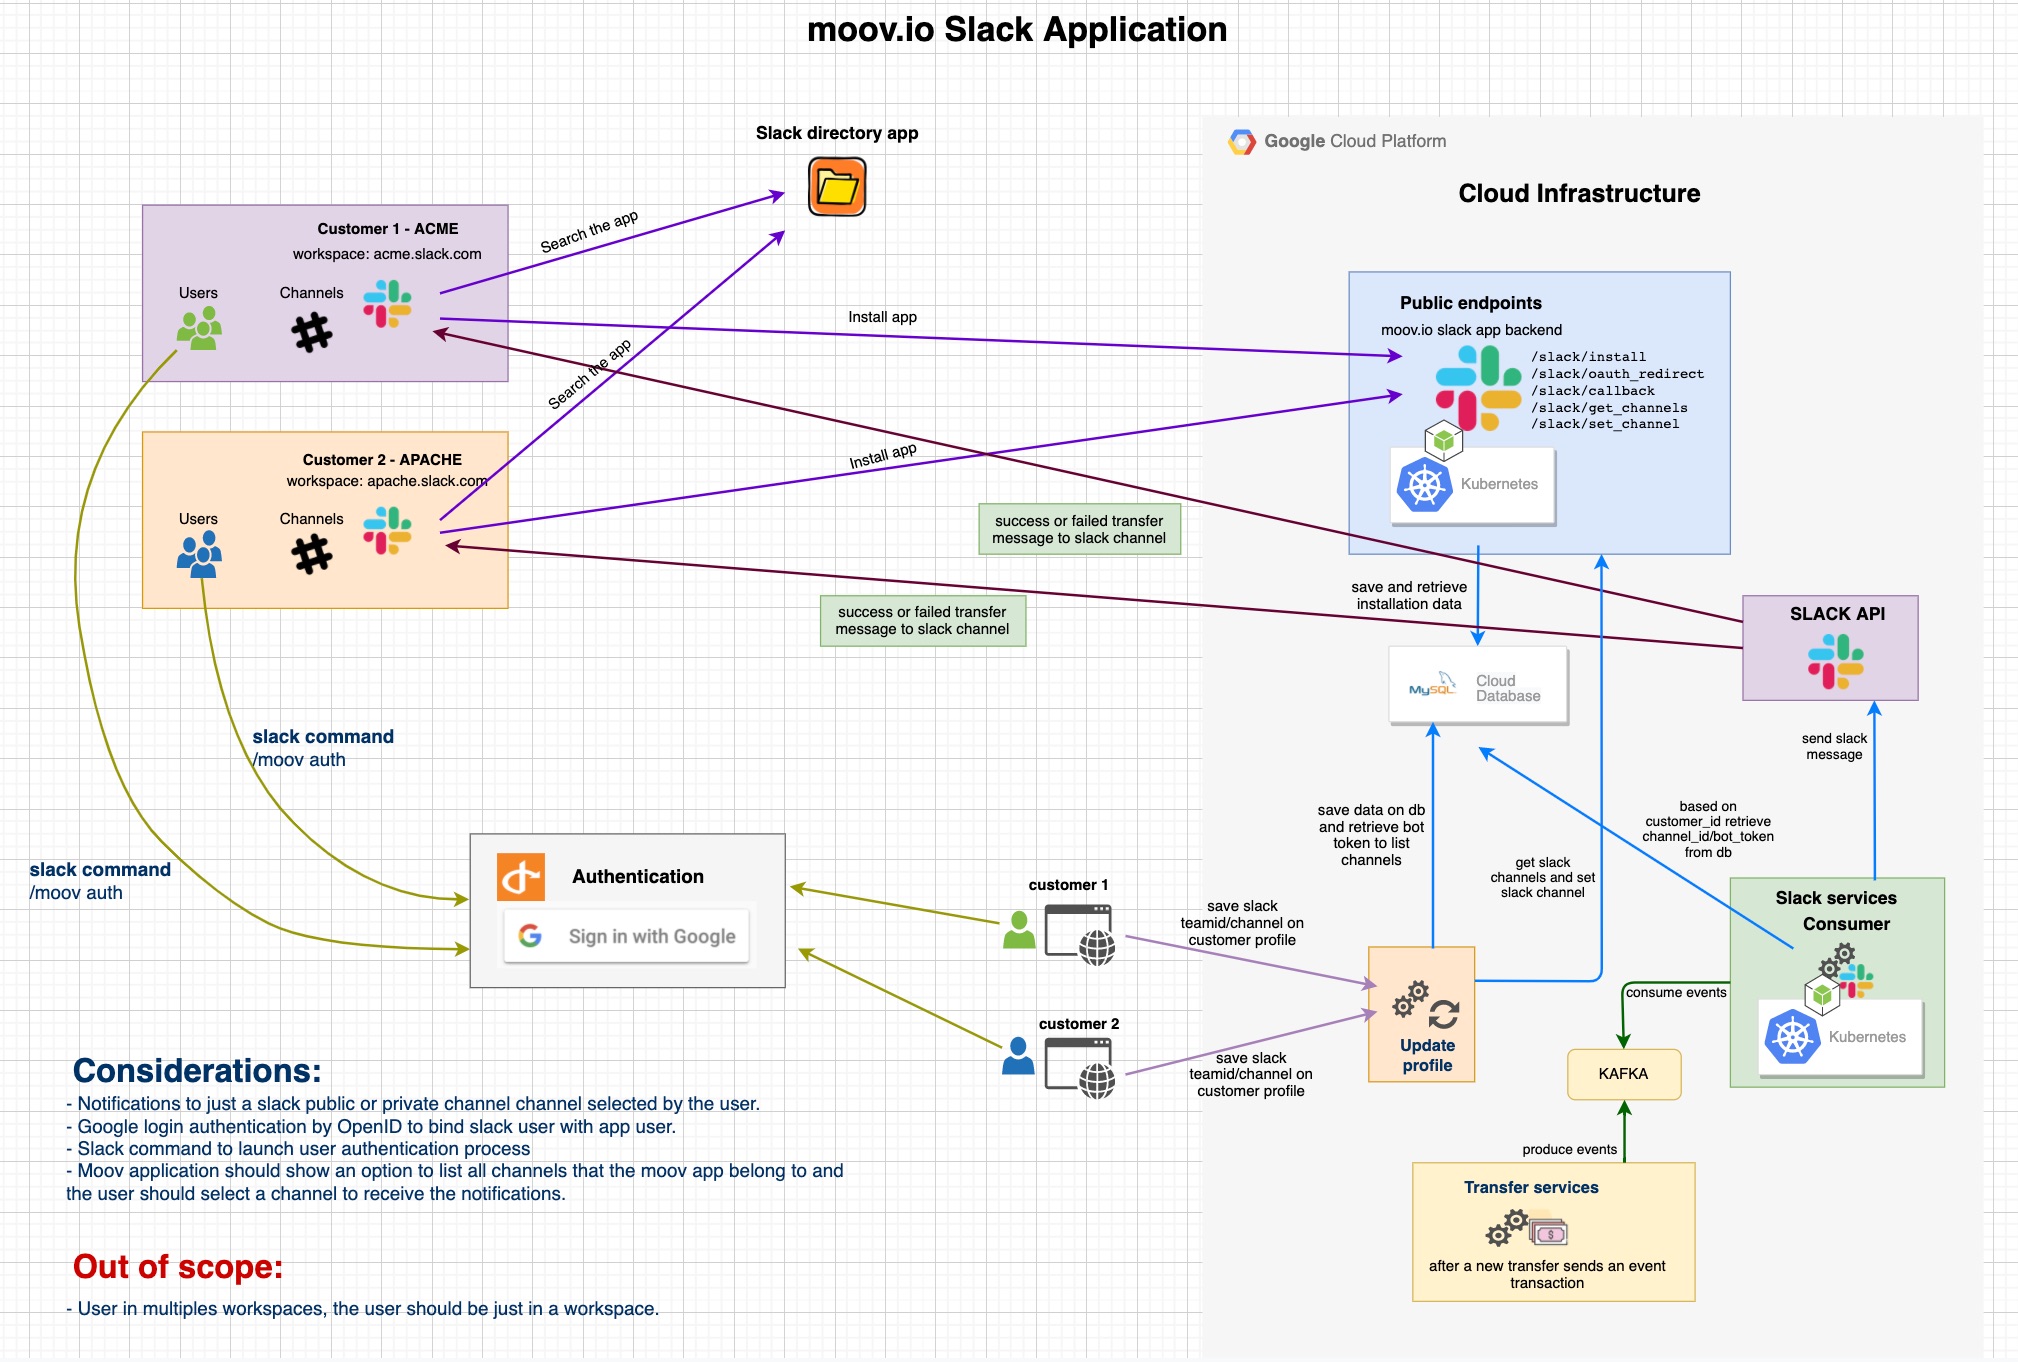 moov.io Slack Application
Slack directory app
Google Cloud Platform
Cloud Infrastructure
Customer 1 - ACME
workspace: acme.slack.com
Users
Channels
Search the app
Install app
Search the app
Install app
Public endpoints
moov.io slack app backend
/slack/install
/slack/oauth_redirect
/slack/callback
/slack/get_channels
/slack/set_channel
Kubernetes
Customer 2 - APACHE
workspace: apache.slack.com
Users
Channels
success or failed transfer
message to slack channel
success or failed transfer
message to slack channel
save and retrieve
installation data
SLACK API
MySQL
Cloud
Database
send slack
message
slack command
/moov auth
slack command
/moov auth
save data on db
and retrieve bot
token to list
channels
get slack
channels and set
slack channel
based on
customer_id retrieve
channel_id/bot_token
from db
Authentication
Sign in with Google
customer 1
save slack
teamid/channel on
customer profile
customer 2
save slack
teamid/channel on
customer profile
Update
profile
Slack services
Consumer
Kubernetes
consume events
KAFKA
produce events
Transfer services
$
after a new transfer sends an event
transaction
Considerations:
- Notifications to just a slack public or private channel channel selected by the user.
- Google login authentication by OpenID to bind slack user with app user.
- Slack command to launch user authentication process
- Moov application should show an option to list all channels that the moov app belong to and
the user should select a channel to receive the notifications.
Out of scope:
- User in multiples workspaces, the user should be just in a workspace.